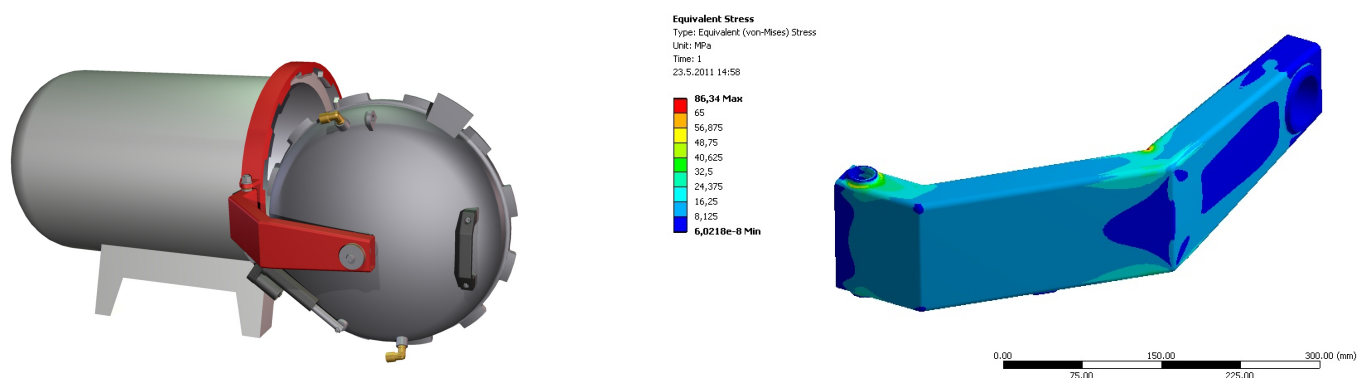 Equivalent Stress
Type: Equivalent (von-Mises) Stress
Unit: MPa
Time: 1
23.5.2011 14:58
86,34 Max
65
56,875
48,75
40,625
32,5
24,375
16,25
8,125
6,0218e-8 Min
0.00 150.00 300.00 (mm)
75.00 225.00